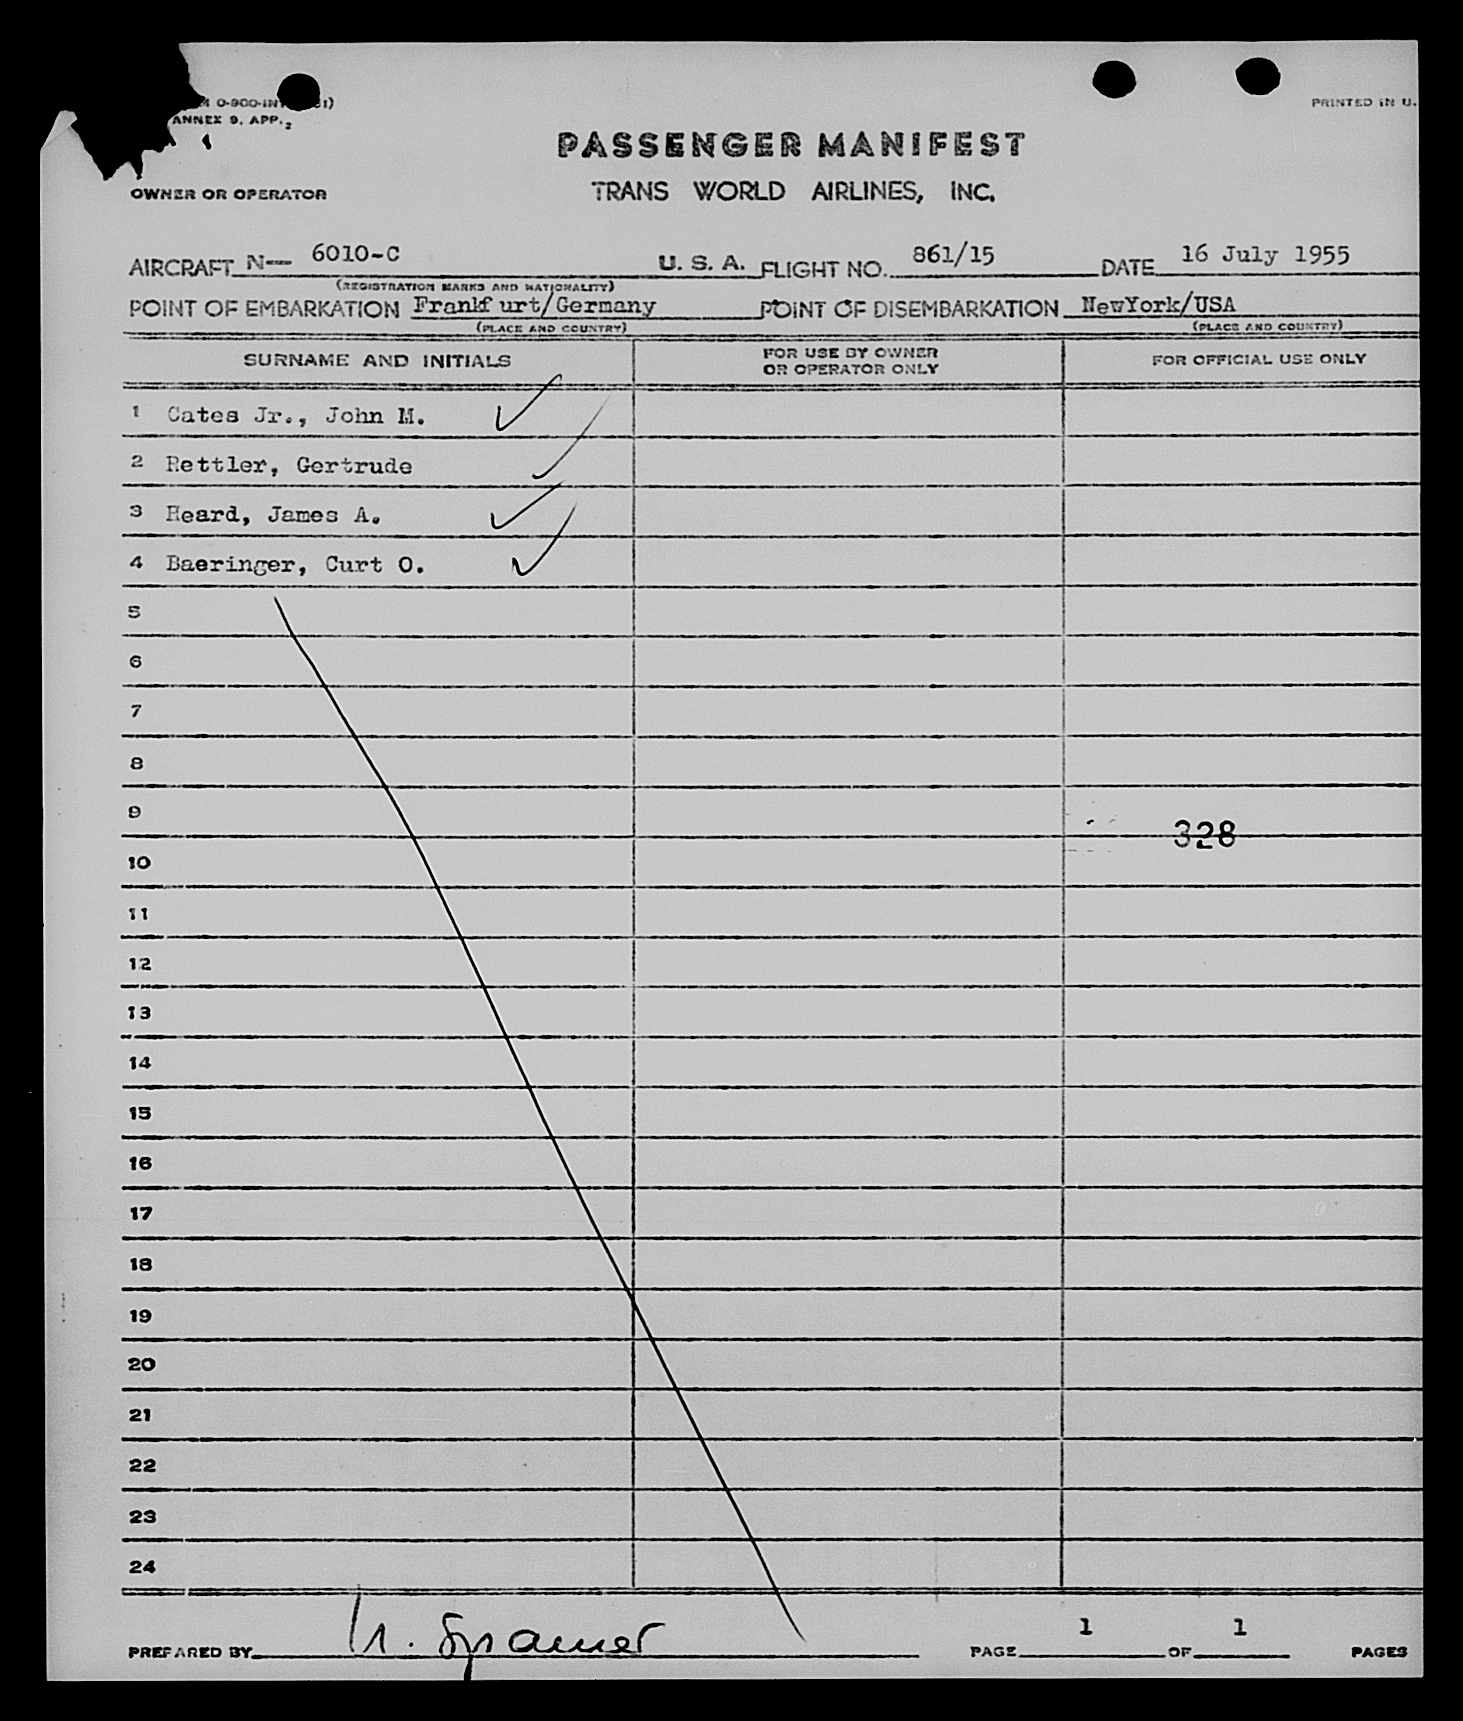 ANNEX 9, APP. 2
PRINTED IN U.
PASSENGER MANIFEST
OWNER OR OPERATOR
TRANS WORLD AIRLINES, INC.
AIRCRAFT N— 6010-C U. S. A. FLIGHT NO. 861/15 DATE 16 July 1955
(REGISTRATION MARKS AND NATIONALITY)
POINT OF EMBARKATION Frankfurt/Germany POINT OF DISEMBARKATION NewYork/USA
(PLACE AND COUNTRY) (PLACE AND COUNTRY)
SURNAME AND INITIALS FOR USE BY OWNER OR OPERATOR ONLY FOR OFFICIAL USE ONLY
1 Cates Jr., John M.
2 Rettler, Gertrude
3 Heard, James A.
4 Baeringer, Curt O.
5
6
7
8
9
328
10
11
12
13
14
15
16
17
18
19
20
21
22
23
24
PREPARED BY PAGE 1 OF 1 PAGES